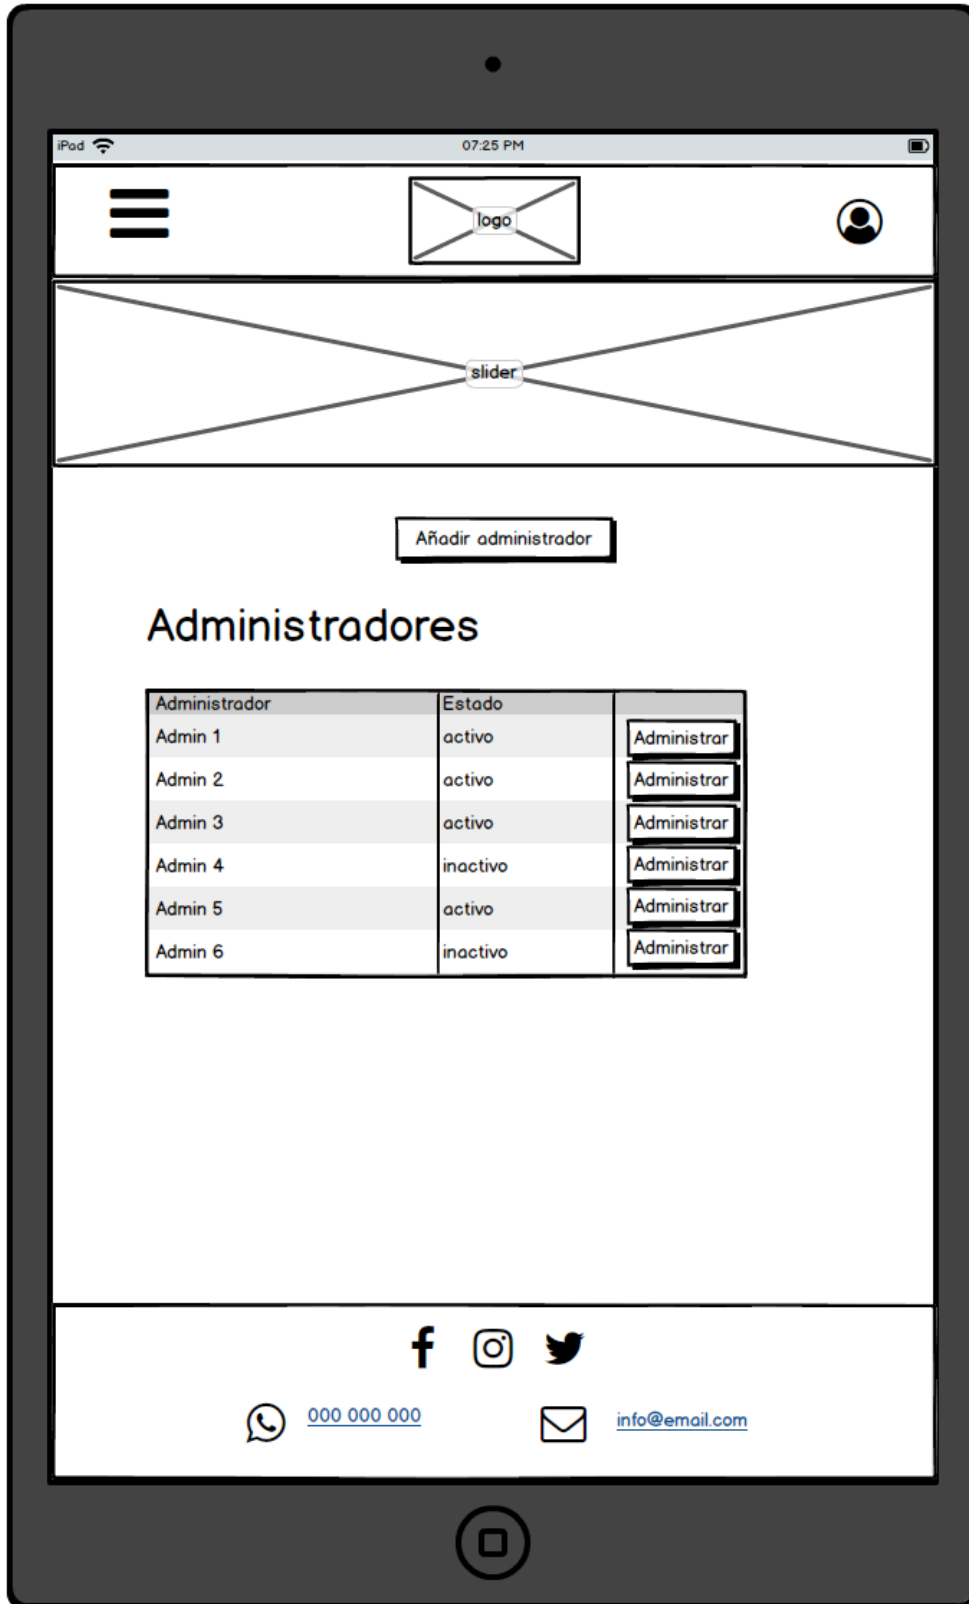 iPad 07:25 PM
logo
slider
Añadir administrador
Administradores
Administrador Estado
Admin 1 activo Administrar
Admin 2 activo Administrar
Admin 3 activo Administrar
Admin 4 inactivo Administrar
Admin 5 activo Administrar
Admin 6 inactivo Administrar
000 000 000 info@email.com